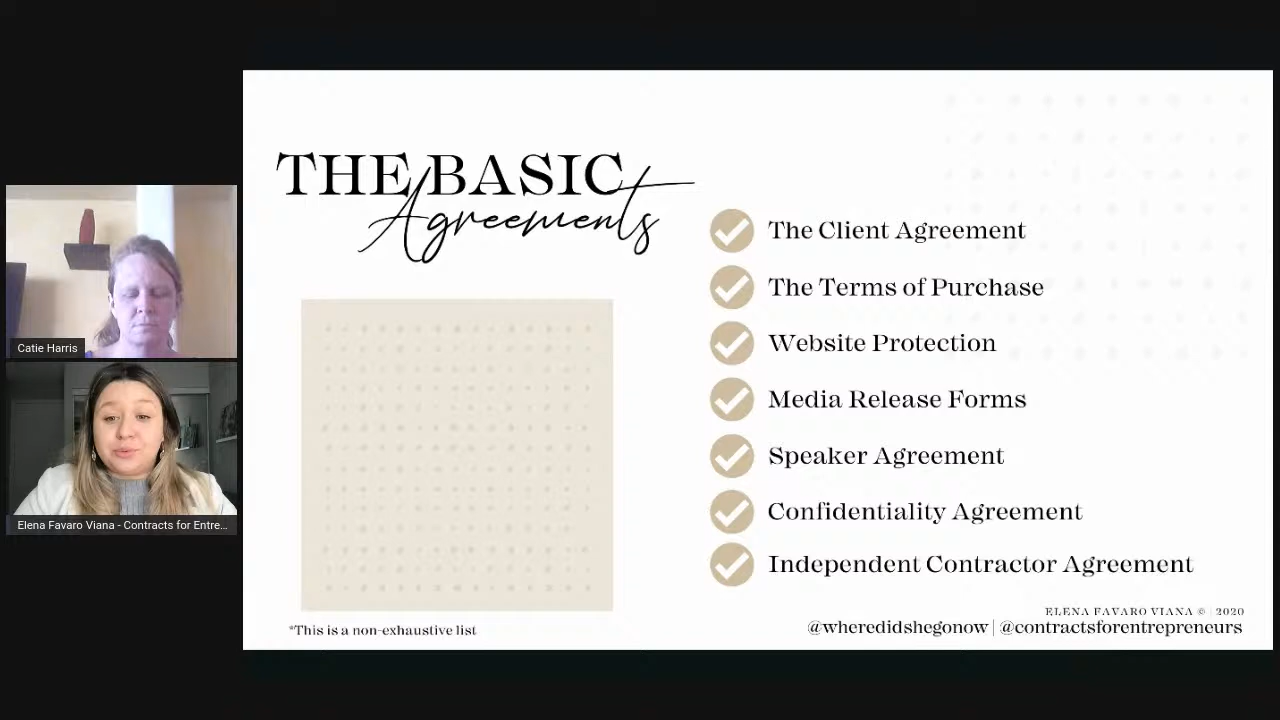 THE BASIC
Agreements
The Client Agreement
The Terms of Purchase
Website Protection
Media Release Forms
Speaker Agreement
Confidentiality Agreement
Independent Contractor Agreement
*This is a non-exhaustive list
ELENA FAVARO VIANA © | 2020
@wheredidshegonow | @contractsforentrepreneurs
Catie Harris
Elena Favaro Viana - Contracts for Entre...